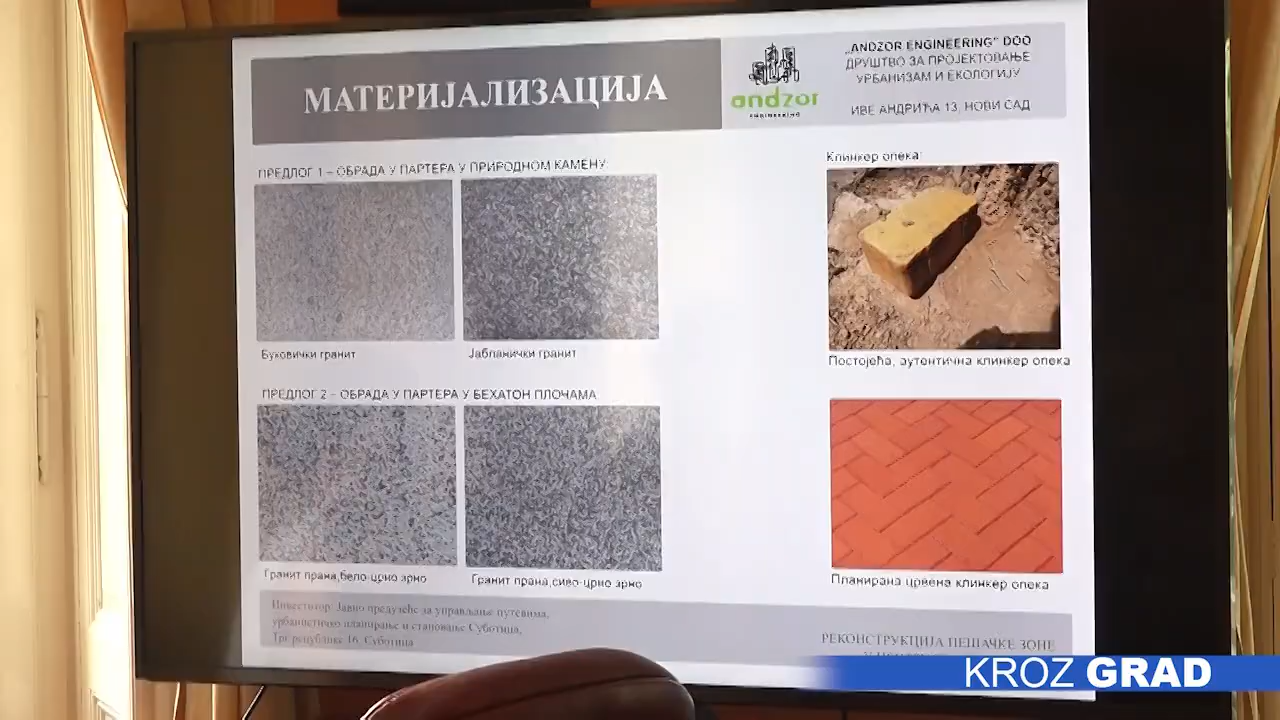 МАТЕРИЈАЛИЗАЦИЈА
andzor
ENGINEERING
„ANDZOR ENGINEERING" DOO
ДРУШТВО ЗА ПРОЈЕКТОВАЊЕ
УРБАНИЗАМ И ЕКОЛОГИЈУ
ИВЕ АНДРИЋА 13, НОВИ САД
ПРЕДЛОГ 1 – ОБРАДА У ПАРТЕРА У ПРИРОДНОМ КАМЕНУ:
Клинкер опека:
Буковички гранит
Јабланички гранит
Постојећа, аутентична клинкер опека
ПРЕДЛОГ 2 – ОБРАДА У ПАРТЕРА У БЕХАТОН ПЛОЧАМА
Гранит прана,бело-црно зрно
Гранит прана,сиво-црно зрно
Планирана црвена клинкер опека
Инвеститор: Јавно предузеће за управљање путевима,
урбанистичко планирање и становање Суботица,
Трг републике 16, Суботица
РЕКОНСТРУКЦИЈА ПЕШАЧКЕ ЗОНЕ
KROZ GRAD